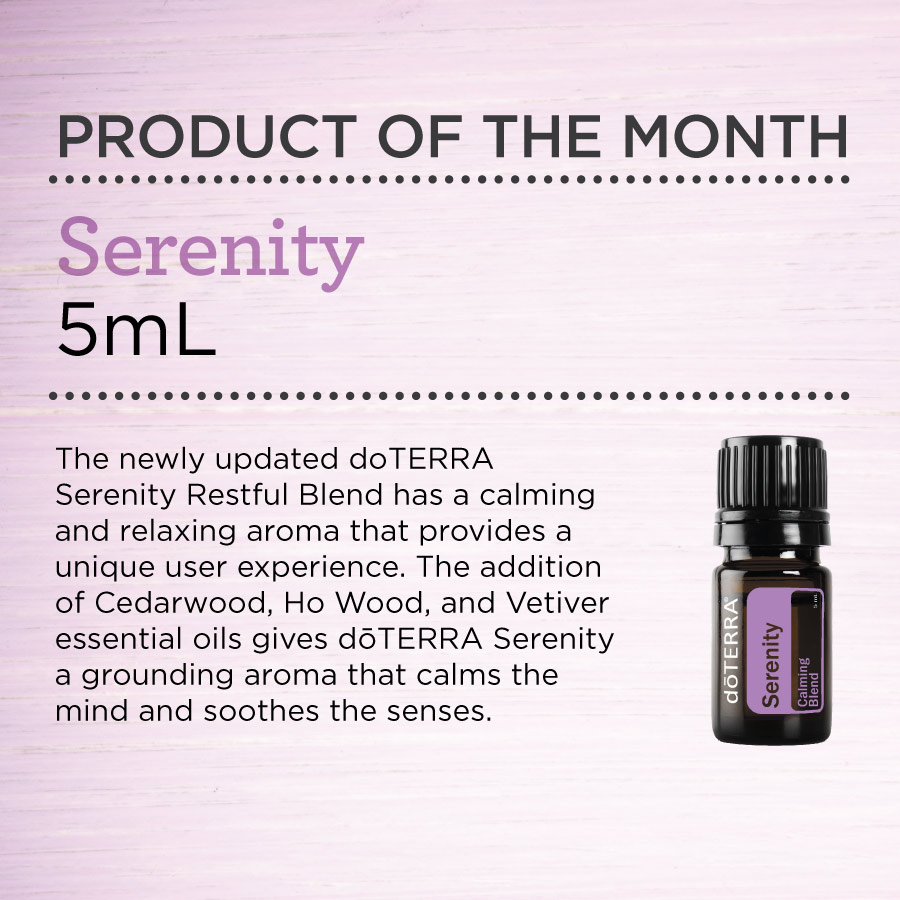 PRODUCT OF THE MONTH
Serenity
5mL
The newly updated doTERRA
Serenity Restful Blend has a calming
and relaxing aroma that provides a
unique user experience. The addition
of Cedarwood, Ho Wood, and Vetiver
essential oils gives dōTERRA Serenity
a grounding aroma that calms the
mind and soothes the senses.
dōTERRA
Serenity
Calming
Blend
5 mL